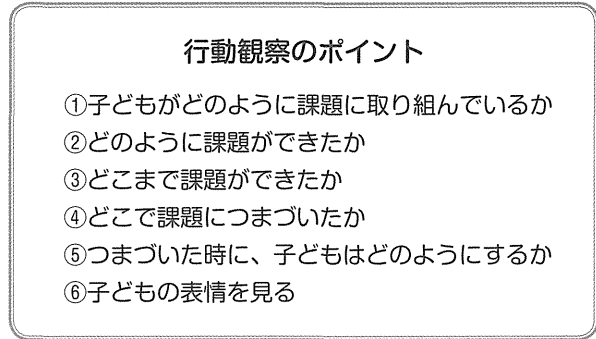 行動観察のポイント
①子どもがどのように課題に取り組んでいるか
②どのように課題ができたか
③どこまで課題ができたか
④どこで課題につまづいたか
⑤つまづいた時に、子どもはどのようにするか
⑥子どもの表情を見る